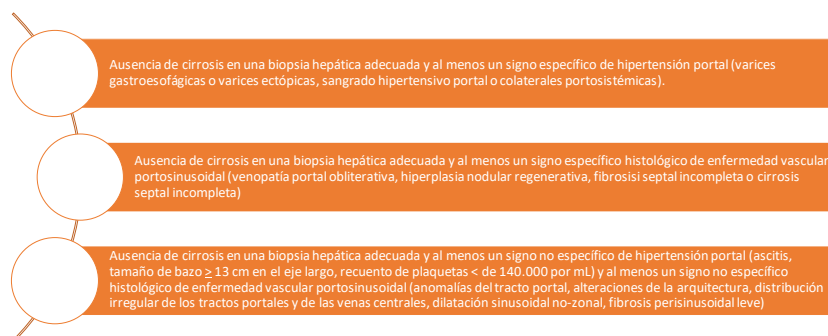 Ausencia de cirrosis en una biopsia hepática adecuada y al menos un signo específico de hipertensión portal (varices
gastroesofágicas o varices ectópicas, sangrado hipertensivo portal o colaterales portosistémicas).
Ausencia de cirrosis en una biopsia hepática adecuada y al menos un signo específico histológico de enfermedad vascular
portosinusoidal (venopatía portal obliterativa, hiperplasia nodular regenerativa, fibrosisi septal incompleta o cirrosis
septal incompleta)
Ausencia de cirrosis en una biopsia hepática adecuada y al menos un signo no específico de hipertensión portal (ascitis,
tamaño de bazo ≥ 13 cm en el eje largo, recuento de plaquetas < de 140.000 por mL) y al menos un signo no específico
histológico de enfermedad vascular portosinusoidal (anomalías del tracto portal, alteraciones de la arquitectura, distribución
irregular de los tractos portales y de las venas centrales, dilatación sinusoidal no-zonal, fibrosis perisinusoidal leve)